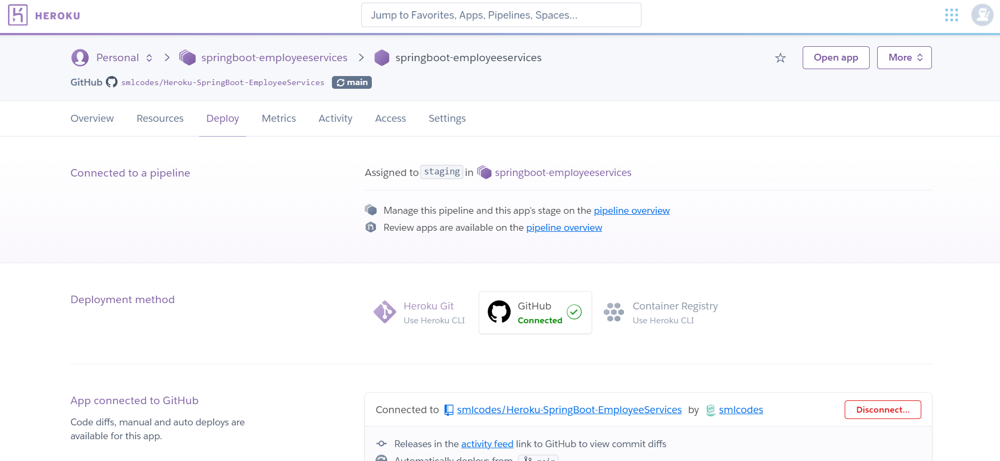 HEROKU
Jump to Favorites, Apps, Pipelines, Spaces...
Personal springboot-employeeservices springboot-employeeservices
Open app
More
GitHub smlcodes/Heroku-SpringBoot-EmployeeServices main
Overview Resources Deploy Metrics Activity Access Settings
Connected to a pipeline
Assigned to staging in springboot-employeeservices
Manage this pipeline and this app's stage on the pipeline overview
Review apps are available on the pipeline overview
Deployment method
Heroku Git
Use Heroku CLI
GitHub
Connected
Container Registry
Use Heroku CLI
App connected to GitHub
Code diffs, manual and auto deploys are
available for this app.
Connected to smlcodes/Heroku-SpringBoot-EmployeeServices by smlcodes
Disconnect...
Releases in the activity feed link to GitHub to view commit diffs
Automatically deploys from main